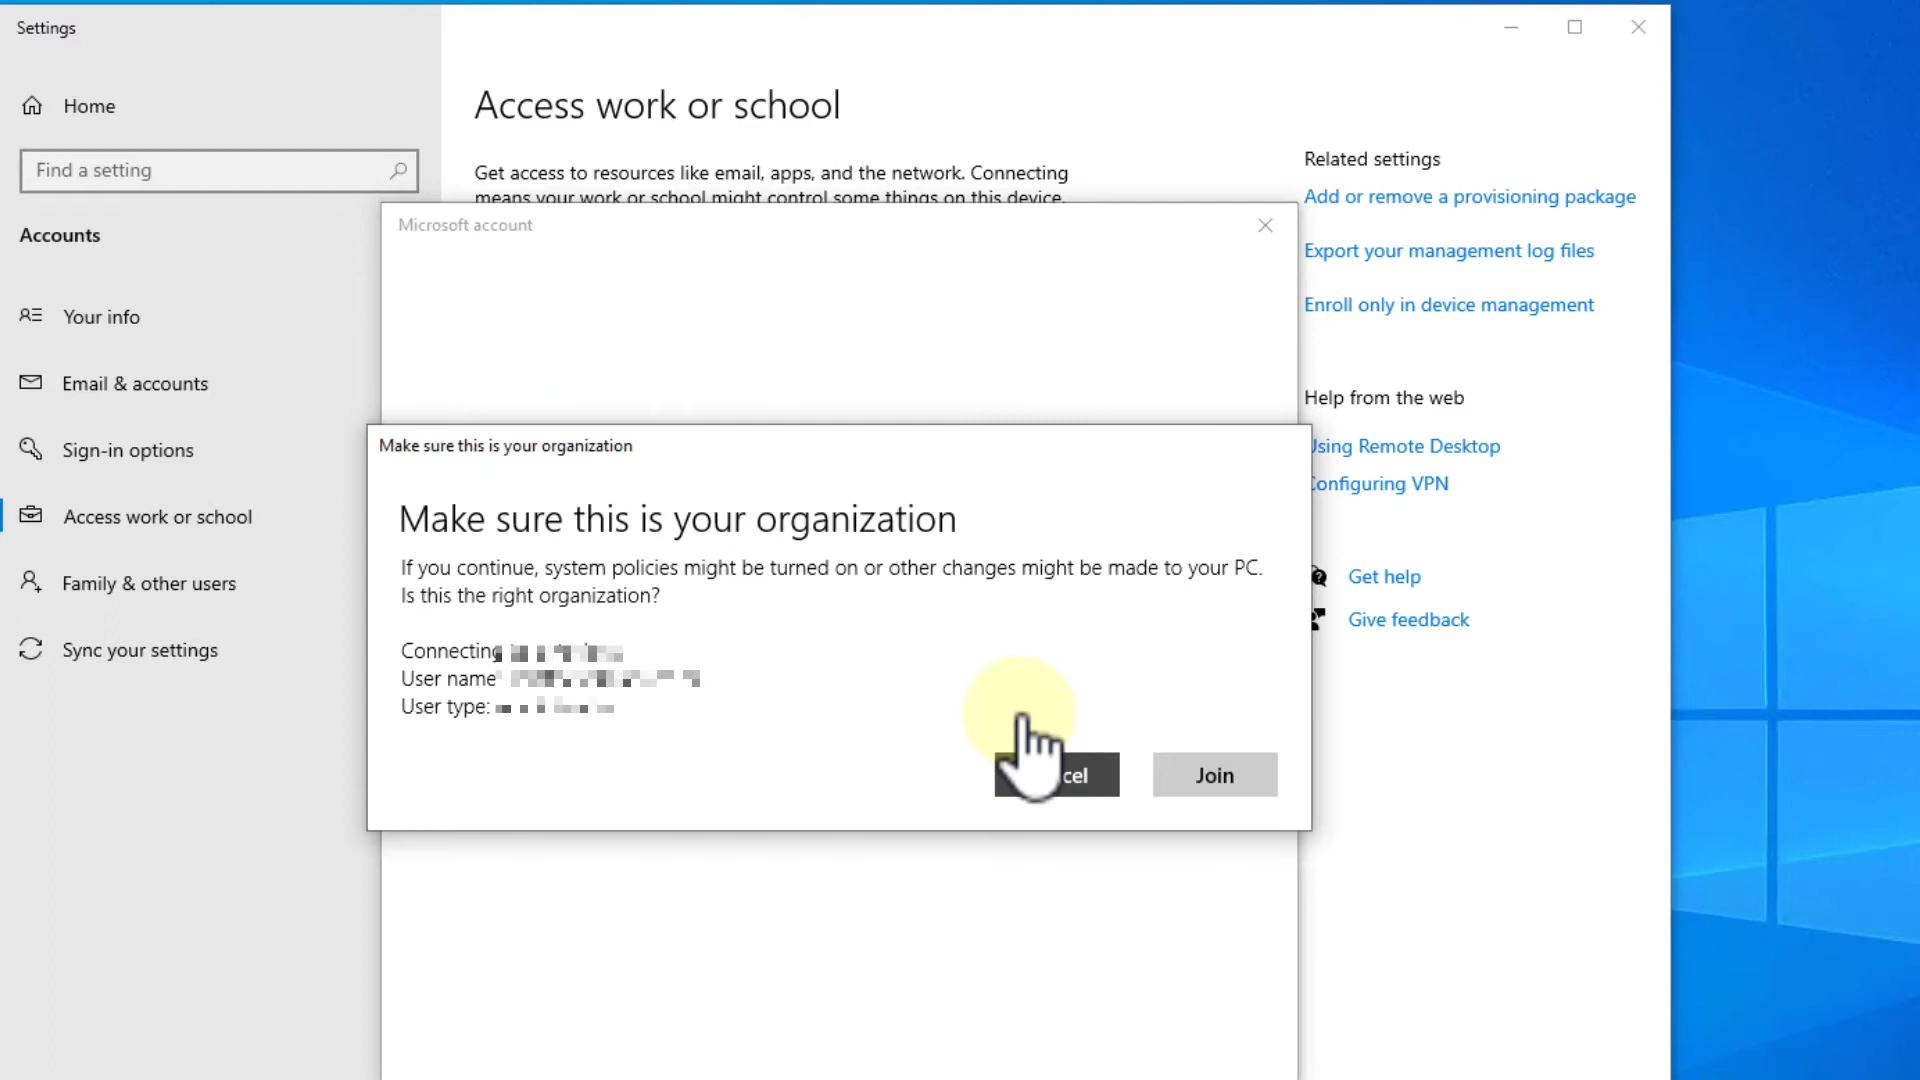 Settings
Home
Find a setting
Accounts
Your info
Email & accounts
Sign-in options
Access work or school
Family & other users
Sync your settings
Access work or school
Get access to resources like email, apps, and the network. Connecting
means your work or school might control some things on this device.
Microsoft account
Make sure this is your organization
Make sure this is your organization
If you continue, system policies might be turned on or other changes might be made to your PC.
Is this the right organization?
Connecting
User name
User type:
Join
Related settings
Add or remove a provisioning package
Export your management log files
Enroll only in device management
Help from the web
Using Remote Desktop
Configuring VPN
Get help
Give feedback